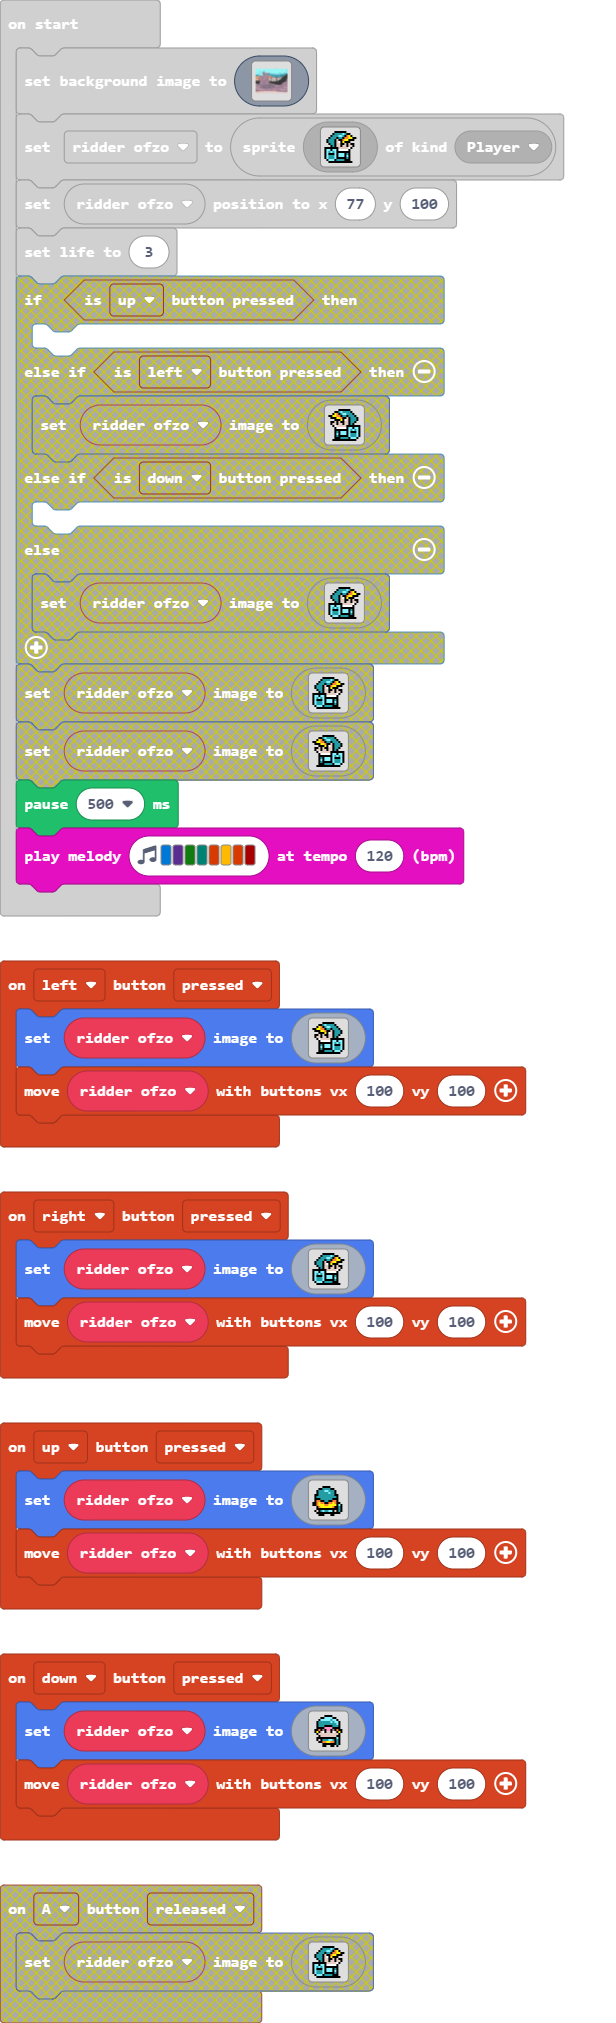 on start
set background image to
set ridder ofzo to sprite of kind Player
set ridder ofzo position to x 77 y 100
set life to 3
if is up button pressed then
else if is left button pressed then
set ridder ofzo image to
else if is down button pressed then
else
set ridder ofzo image to
set ridder ofzo image to
set ridder ofzo image to
pause 500 ms
play melody at tempo 120 (bpm)
on left button pressed
set ridder ofzo image to
move ridder ofzo with buttons vx 100 vy 100
on right button pressed
set ridder ofzo image to
move ridder ofzo with buttons vx 100 vy 100
on up button pressed
set ridder ofzo image to
move ridder ofzo with buttons vx 100 vy 100
on down button pressed
set ridder ofzo image to
move ridder ofzo with buttons vx 100 vy 100
on A button released
set ridder ofzo image to